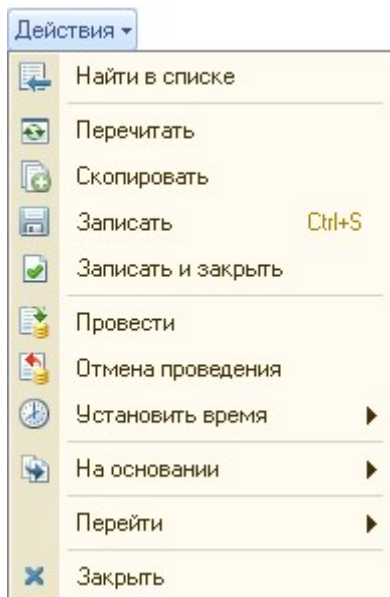 Действия
Найти в списке
Перечитать
Скопировать
Записать Ctrl+S
Записать и закрыть
Провести
Отмена проведения
Установить время
На основании
Перейти
Закрыть